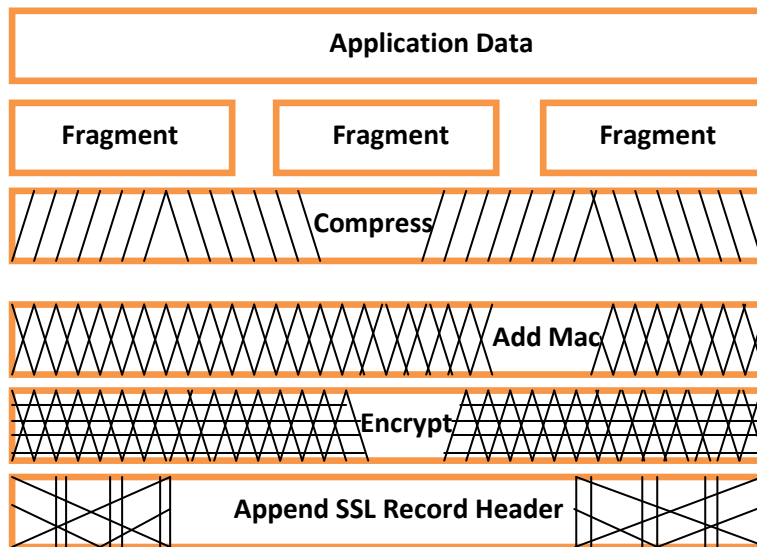 Application Data
Fragment Fragment Fragment
Compress
Add Mac
Encrypt
Append SSL Record Header